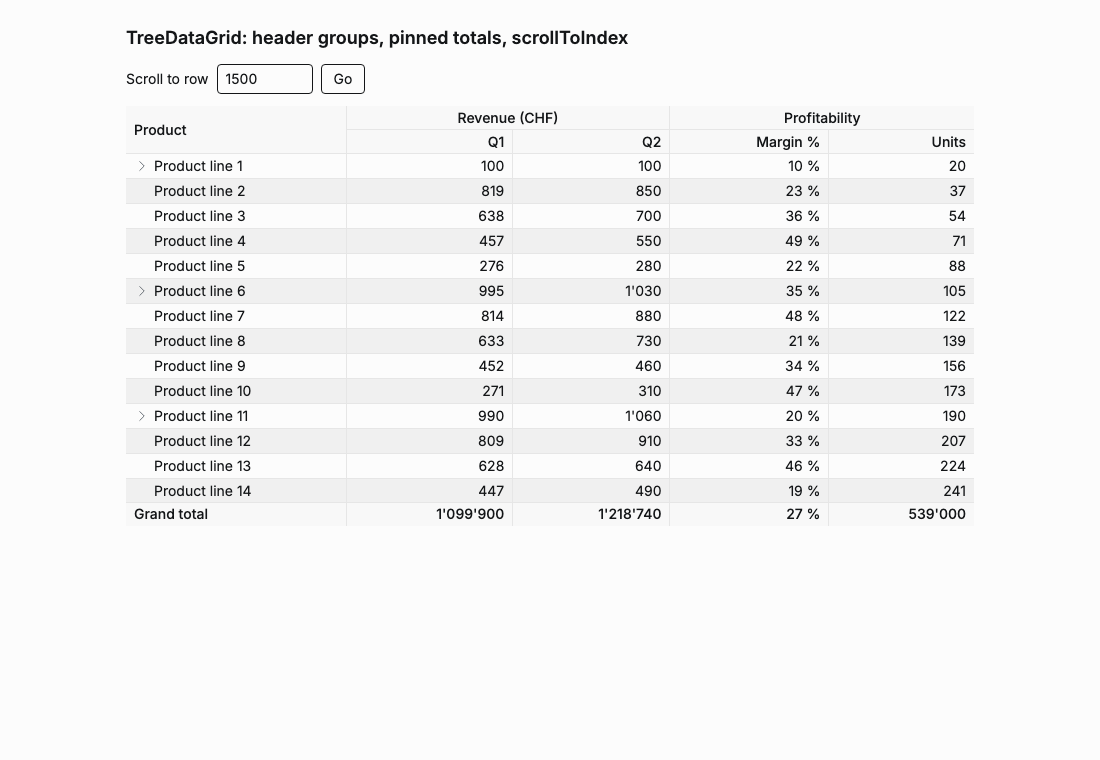 TreeDataGrid: header groups, pinned totals, scrollToIndex
Scroll to row 1500 Go
Product Revenue (CHF) Profitability
Q1 Q2 Margin % Units
Product line 1 100 100 10 % 20
Product line 2 819 850 23 % 37
Product line 3 638 700 36 % 54
Product line 4 457 550 49 % 71
Product line 5 276 280 22 % 88
Product line 6 995 1'030 35 % 105
Product line 7 814 880 48 % 122
Product line 8 633 730 21 % 139
Product line 9 452 460 34 % 156
Product line 10 271 310 47 % 173
Product line 11 990 1'060 20 % 190
Product line 12 809 910 33 % 207
Product line 13 628 640 46 % 224
Product line 14 447 490 19 % 241
Grand total 1'099'900 1'218'740 27 % 539'000